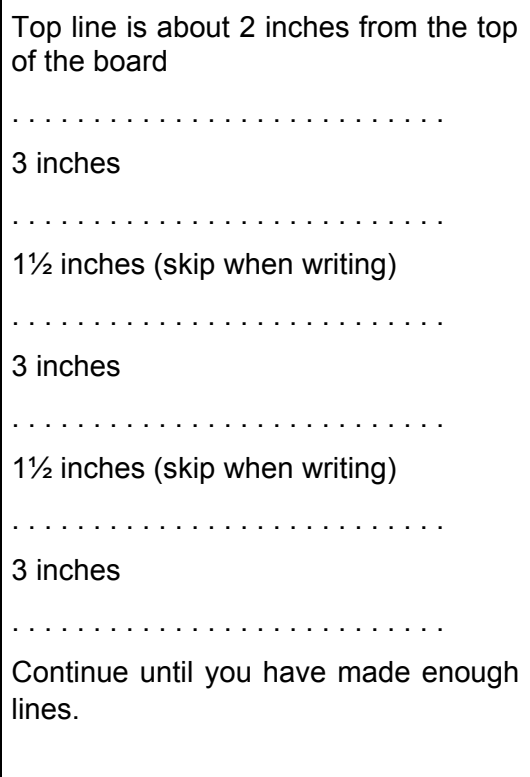 Top line is about 2 inches from the top
of the board
. . . . . . . . . . . . . . . . . . . . . . . . . . .
3 inches
. . . . . . . . . . . . . . . . . . . . . . . . . . .
1½ inches (skip when writing)
. . . . . . . . . . . . . . . . . . . . . . . . . . .
3 inches
. . . . . . . . . . . . . . . . . . . . . . . . . . .
1½ inches (skip when writing)
. . . . . . . . . . . . . . . . . . . . . . . . . . .
3 inches
. . . . . . . . . . . . . . . . . . . . . . . . . . .
Continue until you have made enough
lines.